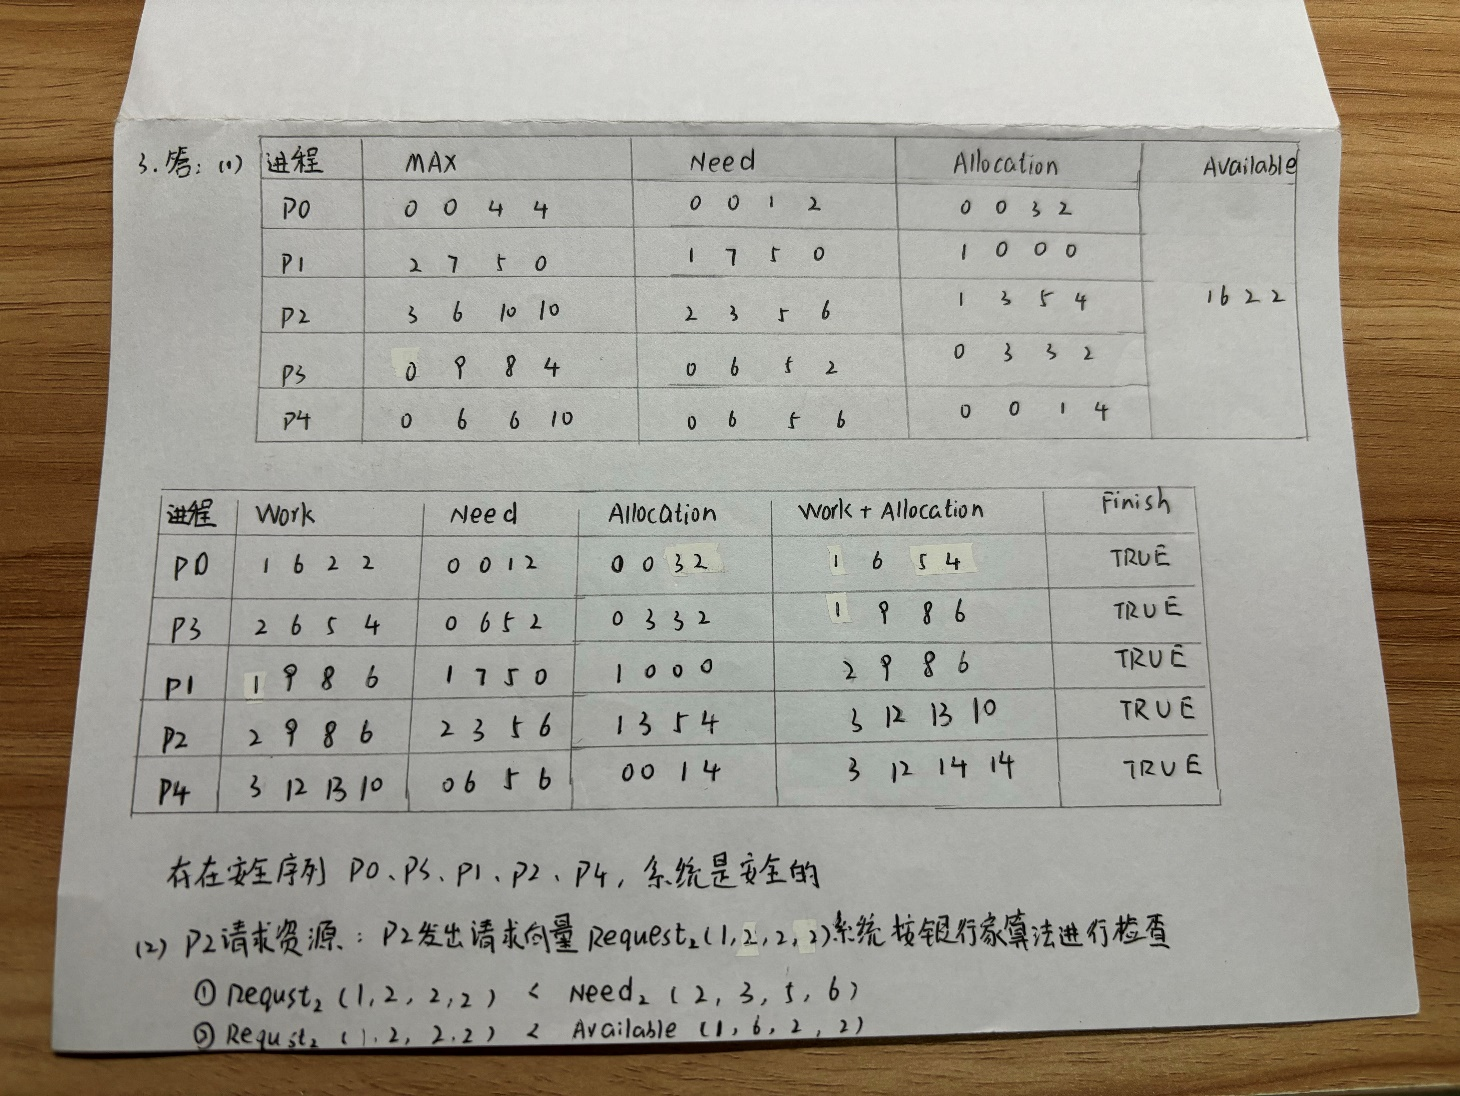 3.答：(1) 进程 MAX Need Allocation Available
P0 0 0 4 4 0 0 1 2 0 0 3 2
P1 2 7 5 0 1 7 5 0 1 0 0 0
P2 3 6 10 10 2 3 5 6 1 3 5 4 1 6 2 2
P3 0 9 8 4 0 6 5 2 0 3 3 2
P4 0 6 6 10 0 6 5 6 0 0 1 4
进程 Work Need Allocation Work + Allocation Finish
P0 1 6 2 2 0 0 1 2 0 0 3 2 1 6 5 4 TRUE
P3 2 6 5 4 0 6 5 2 0 3 3 2 1 9 8 6 TRUE
P1 1 9 8 6 1 7 5 0 1 0 0 0 2 9 8 6 TRUE
P2 2 9 8 6 2 3 5 6 1 3 5 4 3 12 13 10 TRUE
P4 3 12 13 10 0 6 5 6 0 0 1 4 3 12 14 14 TRUE
存在安全序列 P0、P3、P1、P2、P4，系统是安全的
(2) P2请求资源：P2发出请求向量 Request₂(1,2,2,2)系统按银行家算法进行检查
① Requst₂ (1,2,2,2) < Need₂ (2,3,5,6)
② Requst₂ (1,2,2,2) < Available (1,6,2,2)